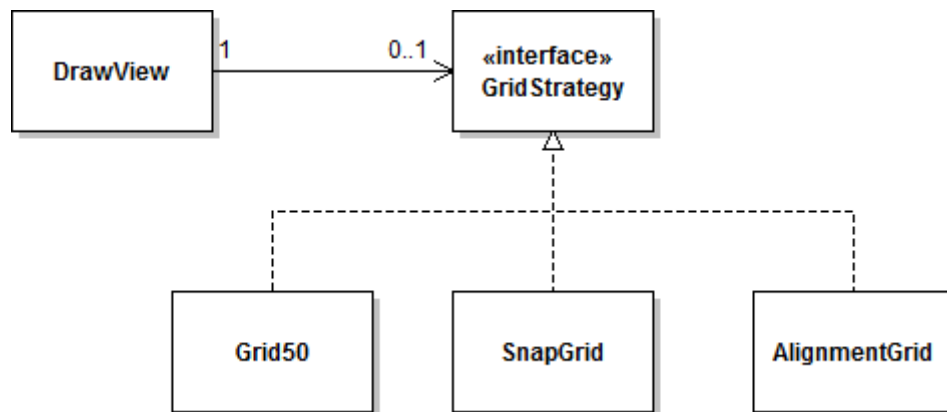 DrawView
1
0..1
«interface»
GridStrategy
Grid50
SnapGrid
AlignmentGrid